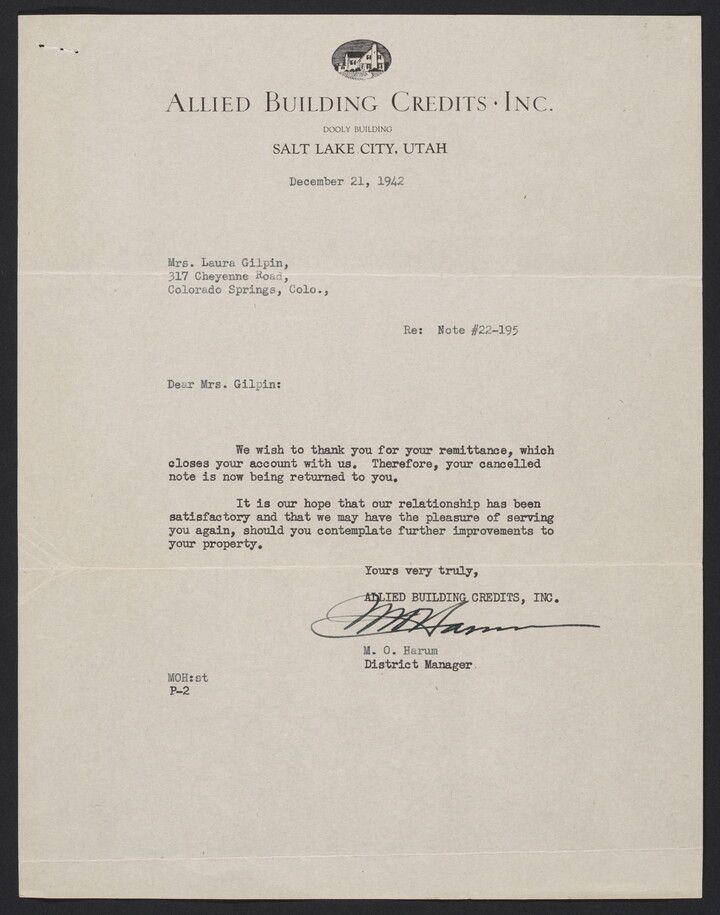 ALLIED BUILDING CREDITS · INC.
DOOLY BUILDING
SALT LAKE CITY, UTAH
December 21, 1942
Mrs. Laura Gilpin,
317 Cheyenne Road,
Colorado Springs, Colo.,
Re: Note #22-195
Dear Mrs. Gilpin:
We wish to thank you for your remittance, which
closes your account with us. Therefore, your cancelled
note is now being returned to you.
It is our hope that our relationship has been
satisfactory and that we may have the pleasure of serving
you again, should you contemplate further improvements to
your property.
Yours very truly,
ALLIED BUILDING CREDITS, INC.
M O Harum
M. O. Harum
District Manager
MOH:st
P-2